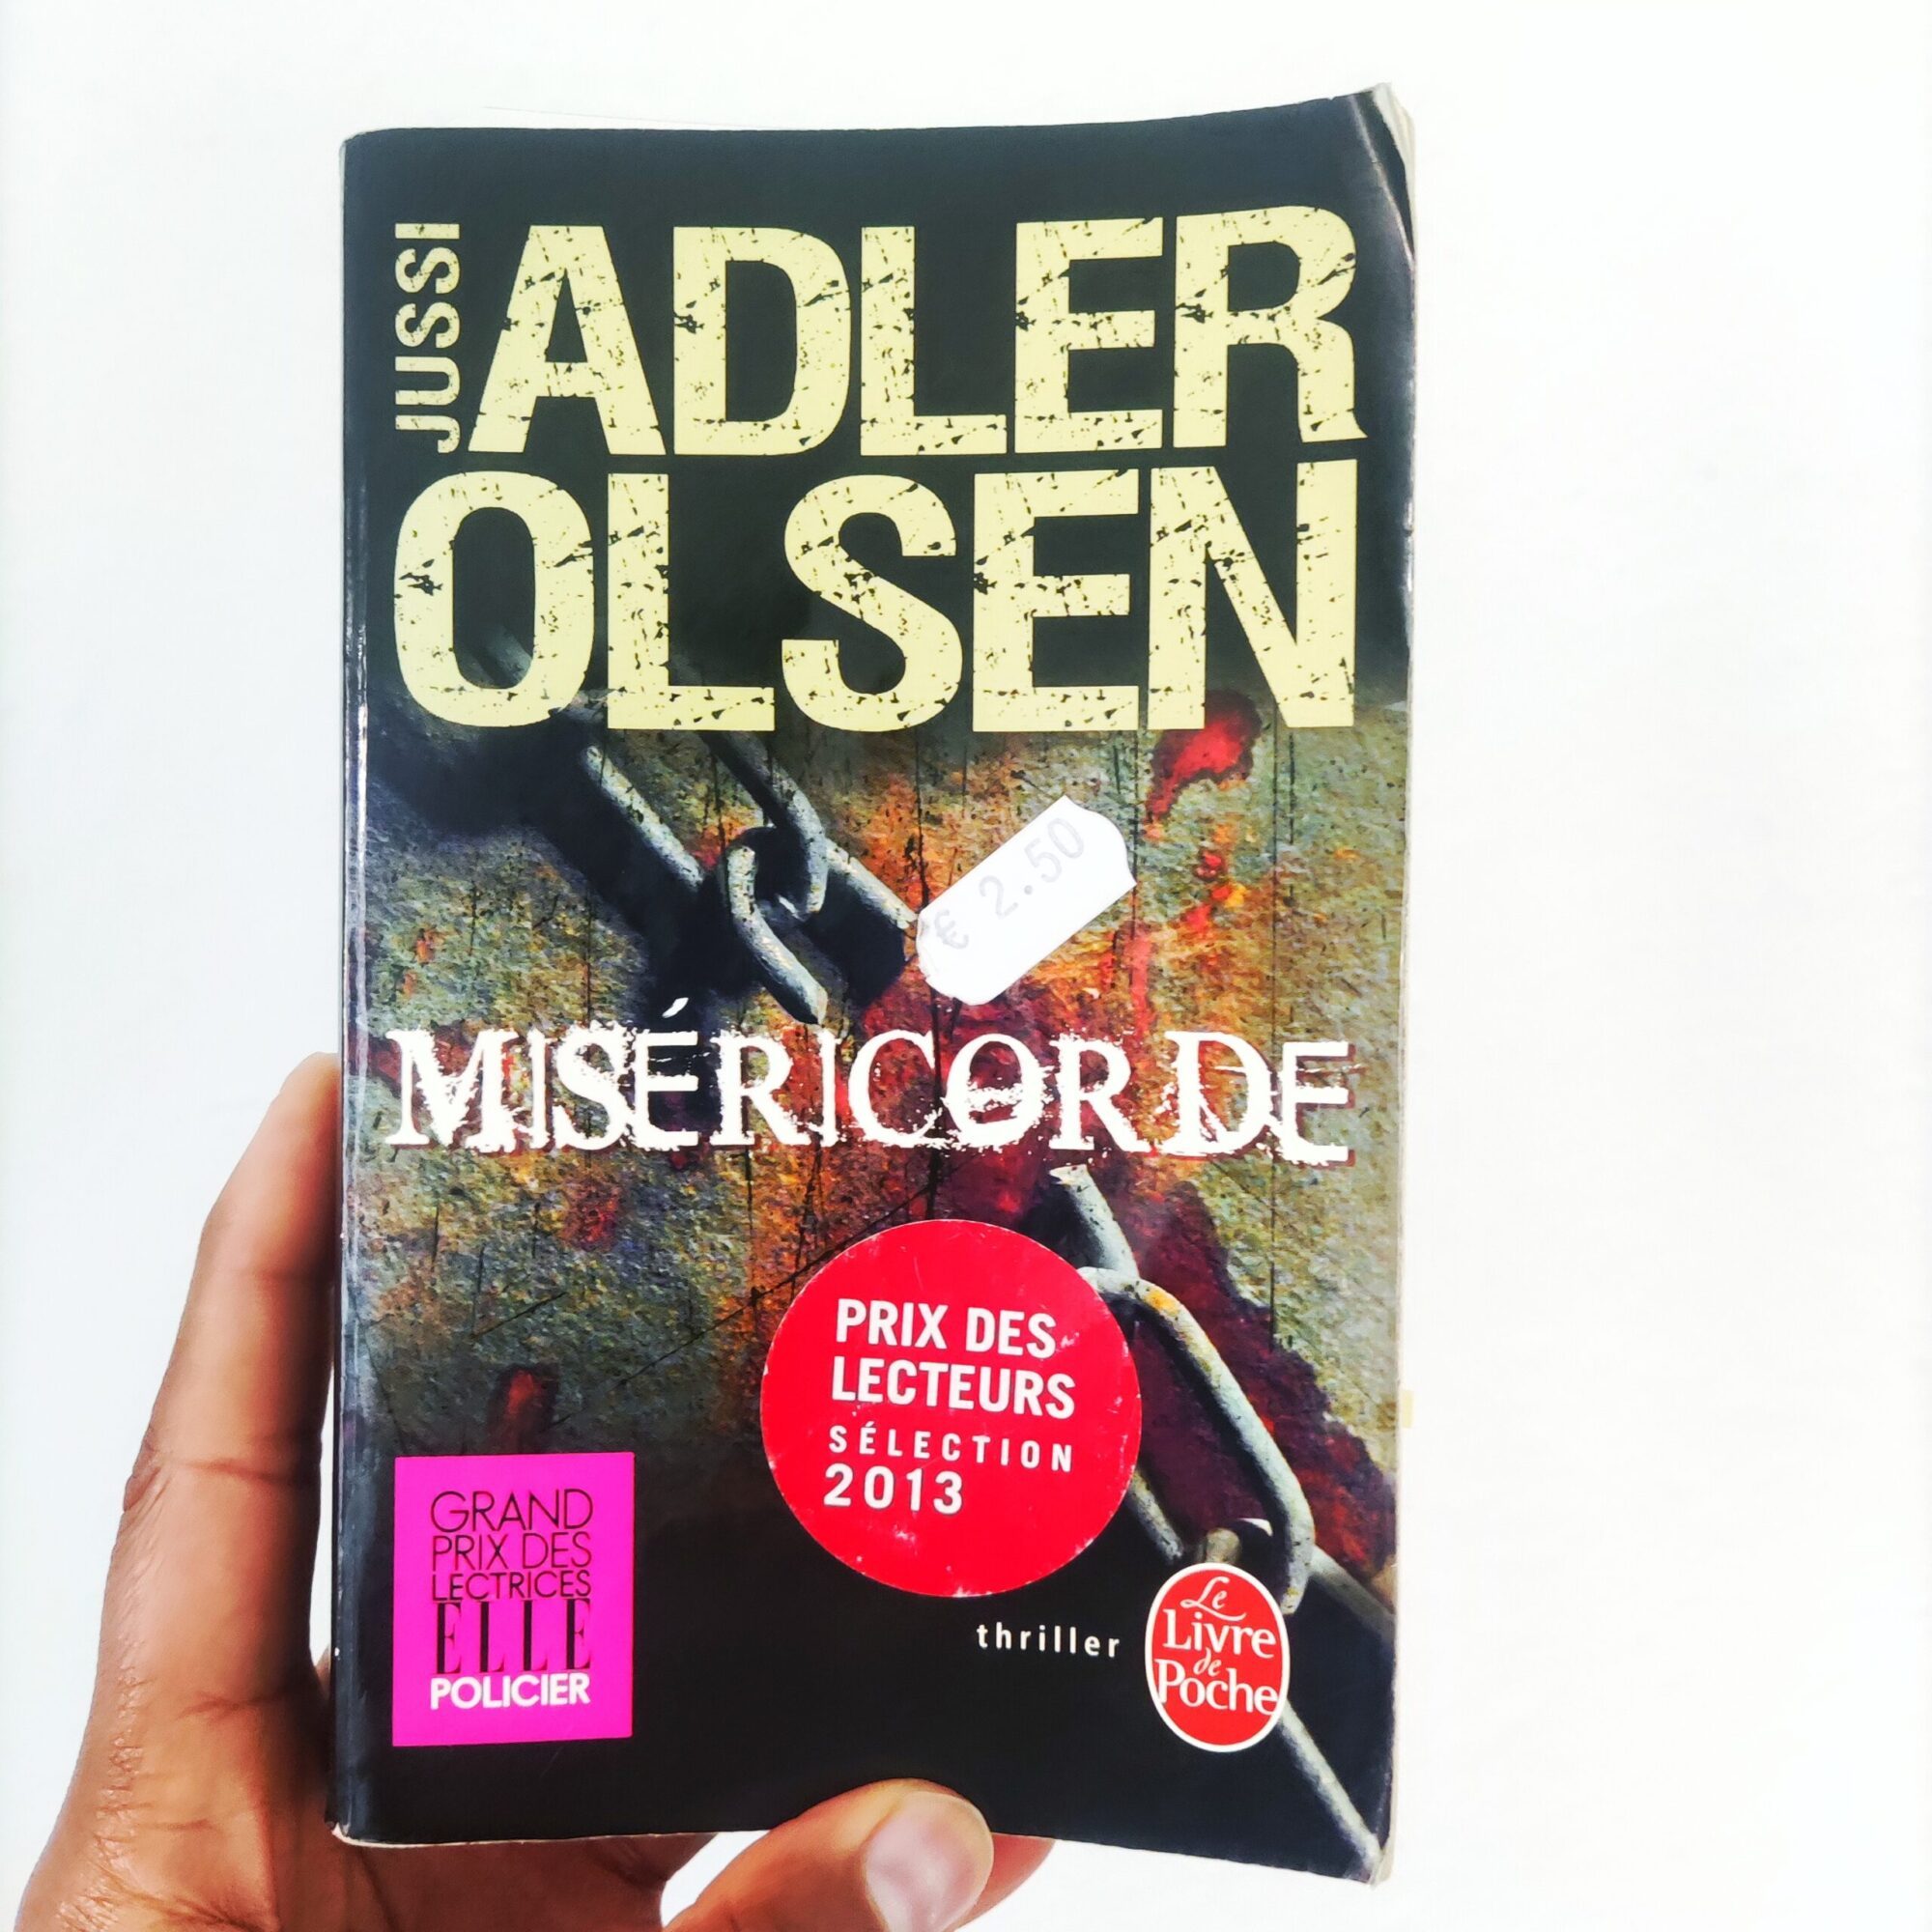 JUSSI
ADLER
OLSEN
€ 2.50
MISÉRICORDE
PRIX DES
LECTEURS
SÉLECTION
2013
GRAND
PRIX DES
LECTRICES
ELLE
POLICIER
thriller
Le
Livre
de
Poche